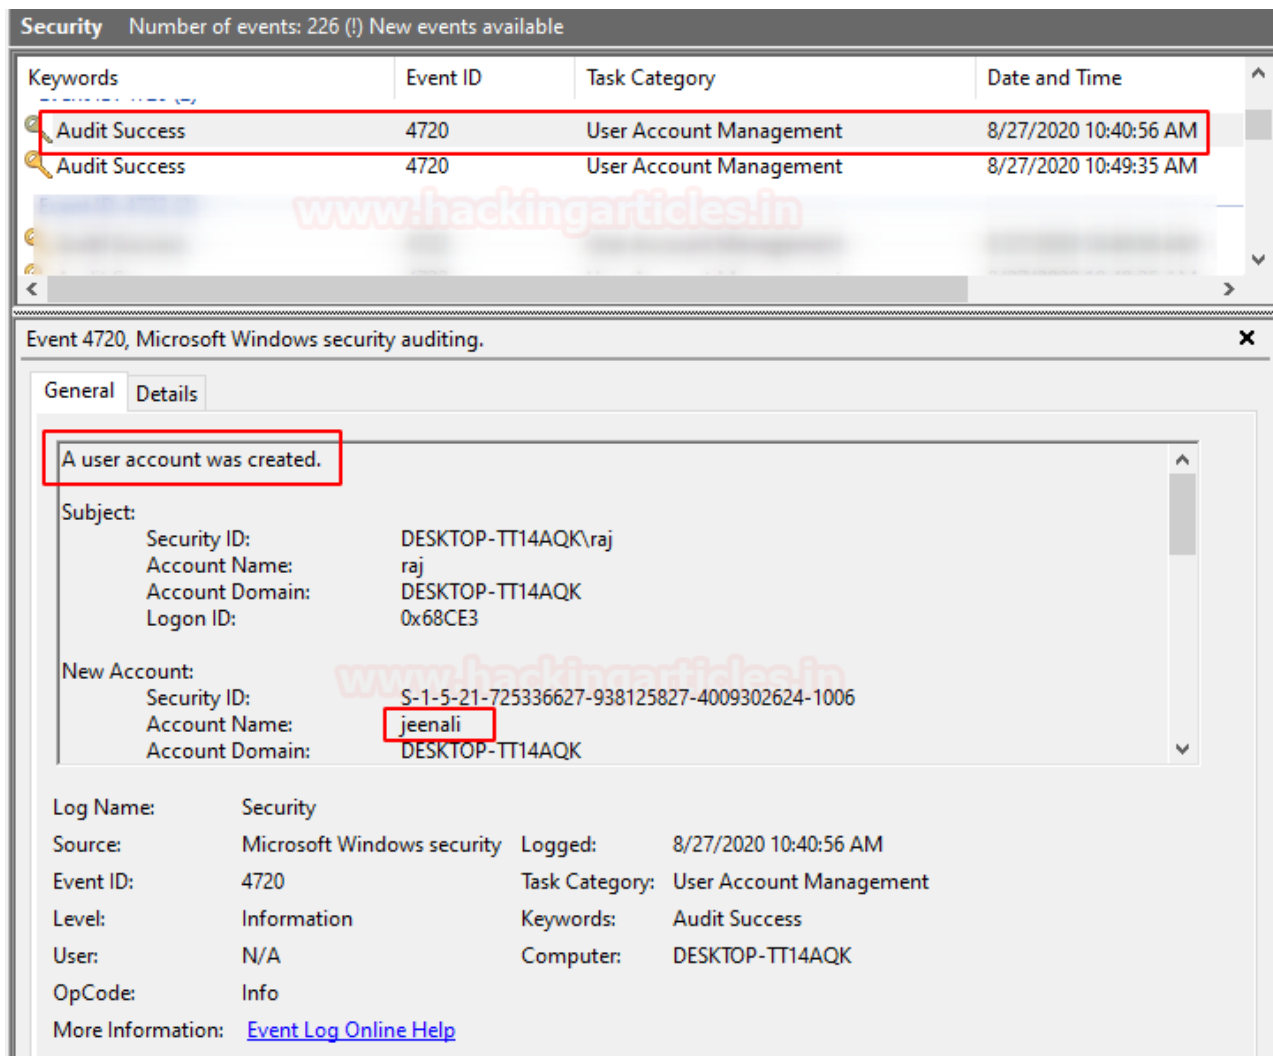 Security Number of events: 226 (!) New events available
Keywords Event ID Task Category Date and Time
Audit Success 4720 User Account Management 8/27/2020 10:40:56 AM
Audit Success 4720 User Account Management 8/27/2020 10:49:35 AM
www.hackingarticles.in
Event 4720, Microsoft Windows security auditing.
General Details
A user account was created.
Subject:
Security ID: DESKTOP-TT14AQK\raj
Account Name: raj
Account Domain: DESKTOP-TT14AQK
Logon ID: 0x68CE3
New Account:
www.hackingarticles.in
Security ID: S-1-5-21-725336627-938125827-4009302624-1006
Account Name: jeenali
Account Domain: DESKTOP-TT14AQK
Log Name: Security
Source: Microsoft Windows security Logged: 8/27/2020 10:40:56 AM
Event ID: 4720 Task Category: User Account Management
Level: Information Keywords: Audit Success
User: N/A Computer: DESKTOP-TT14AQK
OpCode: Info
More Information: Event Log Online Help